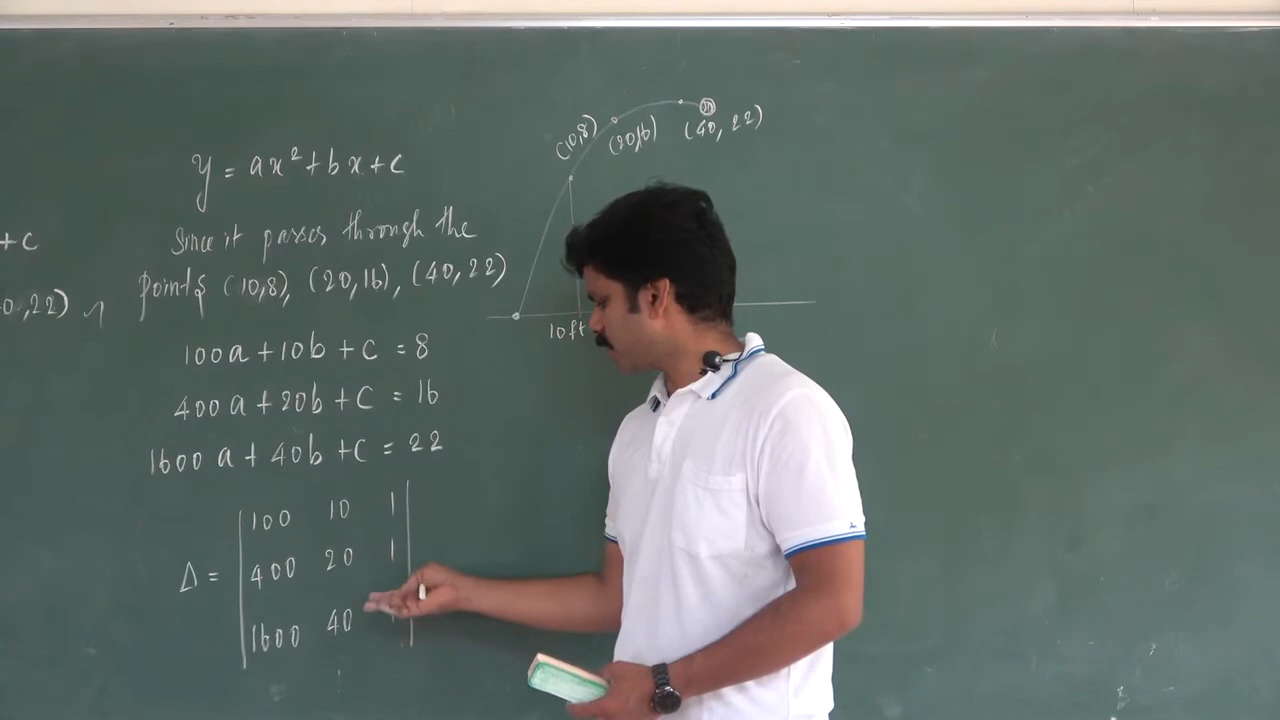 y = ax² + bx + c
Since it passes through the
points (10,8), (20,16), (40,22)
100a + 10b + c = 8
400a + 20b + c = 16
1600a + 40b + c = 22
Δ = | 100 10 1 |
| 400 20 1 |
| 1600 40 1 |
+ c
0,22)
(10,8)
(20,16)
(40,22)
10ft